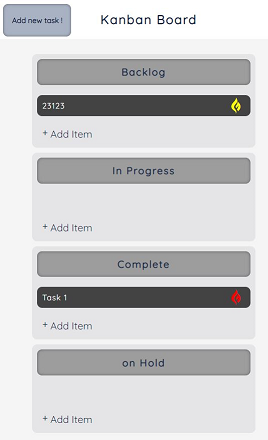 Add new task !
Kanban Board
Backlog
23123
+ Add Item
In Progress
+ Add Item
Complete
Task 1
+ Add Item
on Hold
+ Add Item